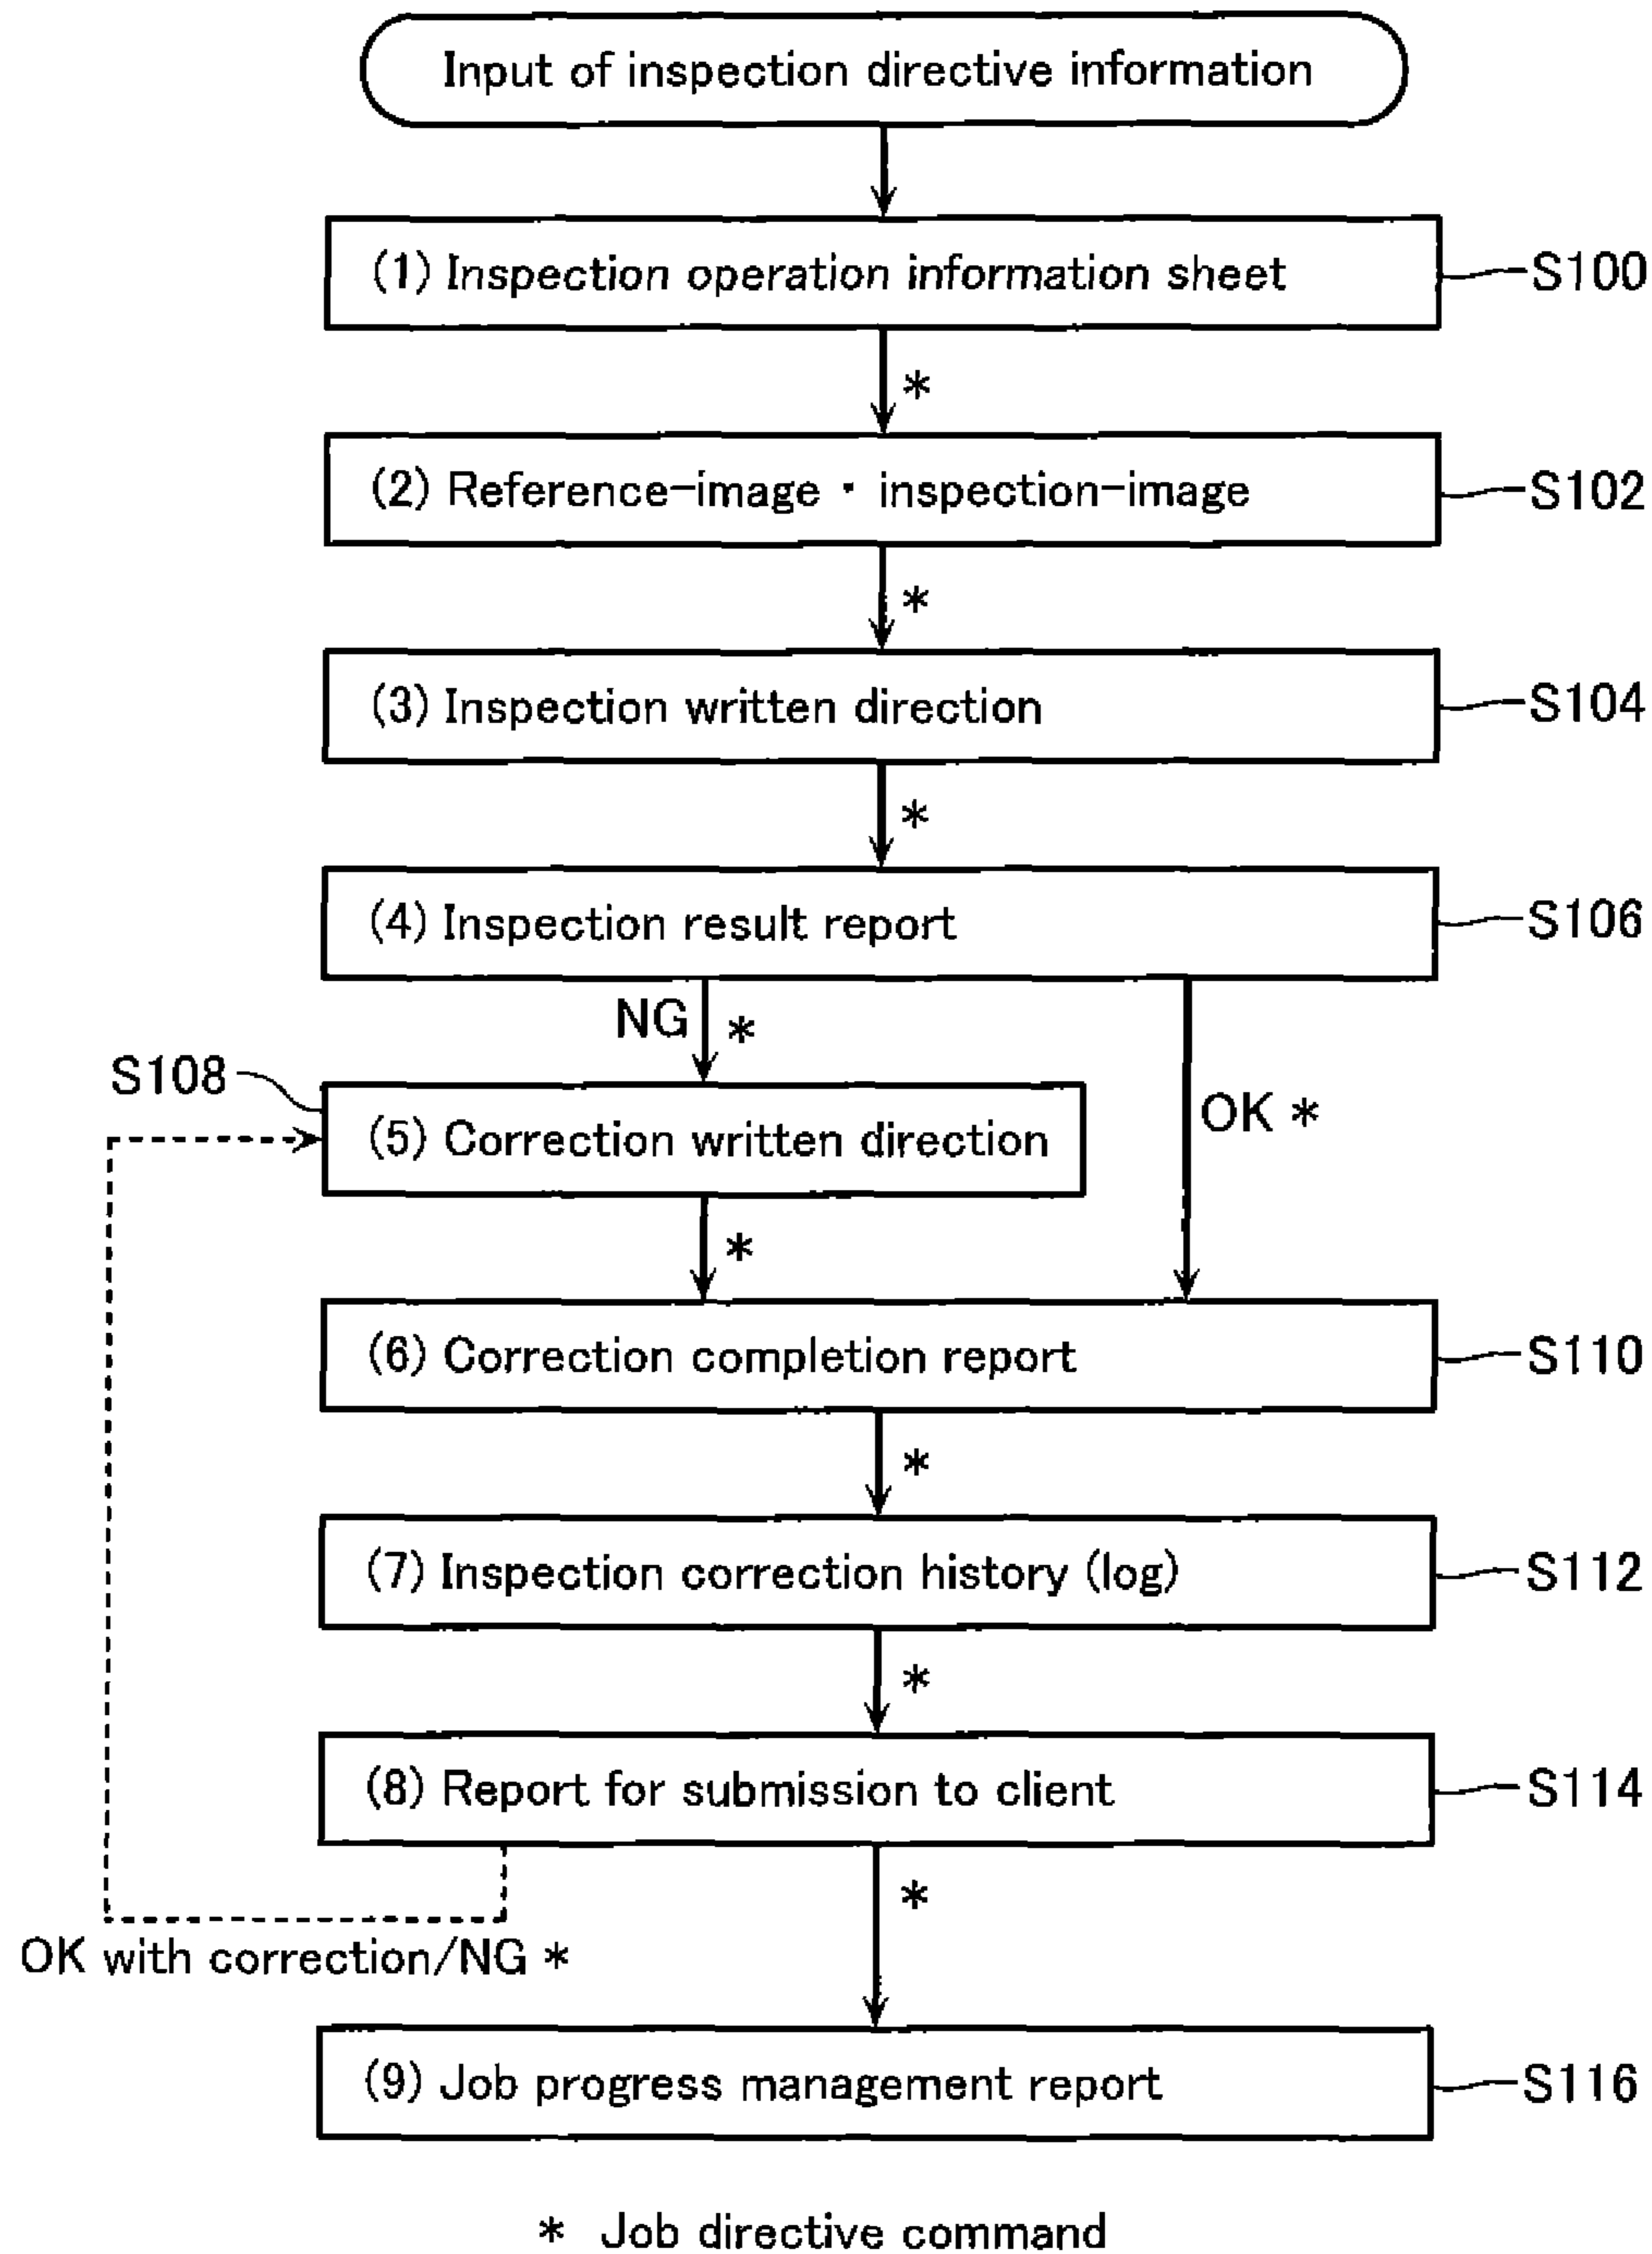 Input of inspection directive information
(1) Inspection operation information sheet
S100
*
(2) Reference-image・inspection-image
S102
*
(3) Inspection written direction
S104
*
(4) Inspection result report
S106
NG *
S108
(5) Correction written direction
OK *
*
(6) Correction completion report
S110
*
(7) Inspection correction history (log)
S112
*
(8) Report for submission to client
S114
*
OK with correction/NG *
(9) Job progress management report
S116
* Job directive command